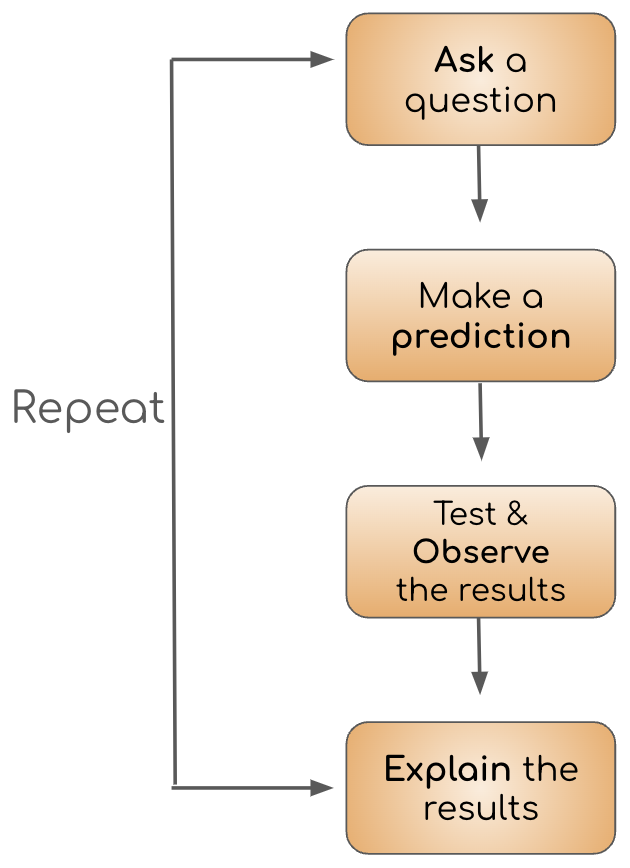 Ask a
question
Make a
prediction
Repeat
Test &
Observe
the results
Explain the
results